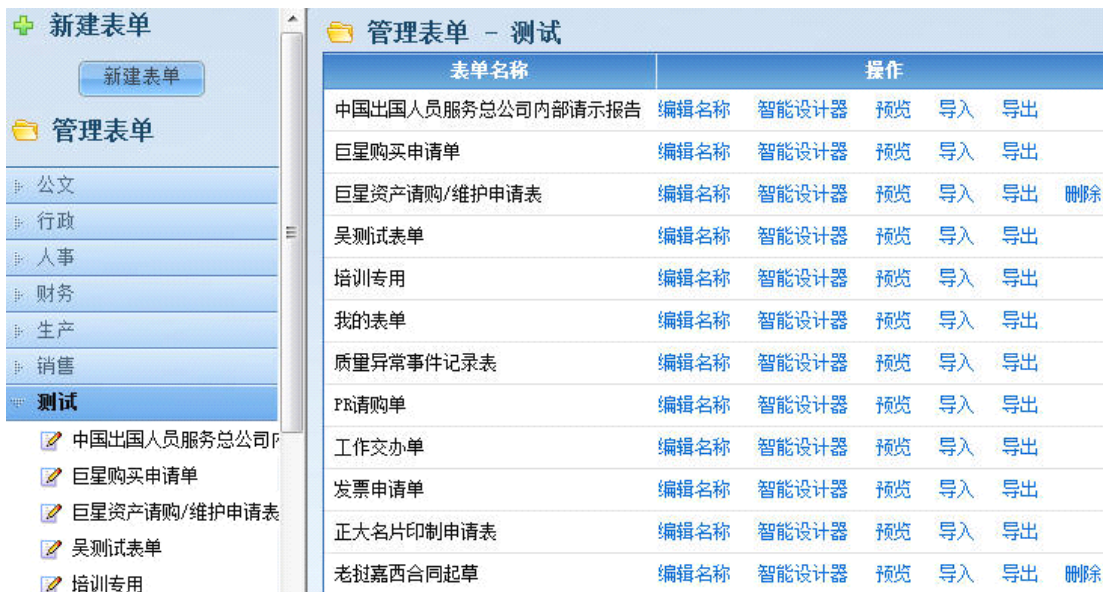 新建表单
新建表单
管理表单
公文
行政
人事
财务
生产
销售
测试
中国出国人员服务总公司
巨星购买申请单
巨星资产请购/维护申请表
吴测试表单
培训专用
管理表单 - 测试
表单名称 操作
中国出国人员服务总公司内部请示报告 编辑名称 智能设计器 预览 导入 导出
巨星购买申请单 编辑名称 智能设计器 预览 导入 导出
巨星资产请购/维护申请表 编辑名称 智能设计器 预览 导入 导出 删除
吴测试表单 编辑名称 智能设计器 预览 导入 导出
培训专用 编辑名称 智能设计器 预览 导入 导出
我的表单 编辑名称 智能设计器 预览 导入 导出
质量异常事件记录表 编辑名称 智能设计器 预览 导入 导出
PR请购单 编辑名称 智能设计器 预览 导入 导出
工作交办单 编辑名称 智能设计器 预览 导入 导出
发票申请单 编辑名称 智能设计器 预览 导入 导出
正大名片印制申请表 编辑名称 智能设计器 预览 导入 导出
老挝嘉西合同起草 编辑名称 智能设计器 预览 导入 导出 删除